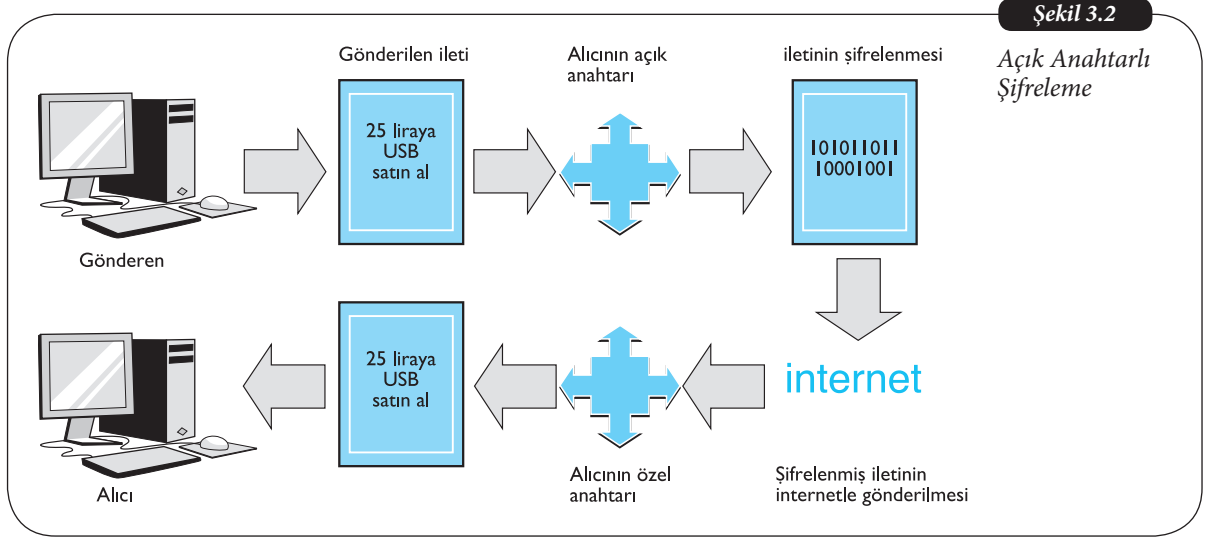 Şekil 3.2
Açık Anahtarlı
Şifreleme
Gönderilen ileti
Alıcının açık
anahtarı
iletinin şifrelenmesi
25 liraya
USB
satın al
101011011
10001001
Gönderen
25 liraya
USB
satın al
internet
Alıcı
Alıcının özel
anahtarı
Şifrelenmiş iletinin
internetle gönderilmesi